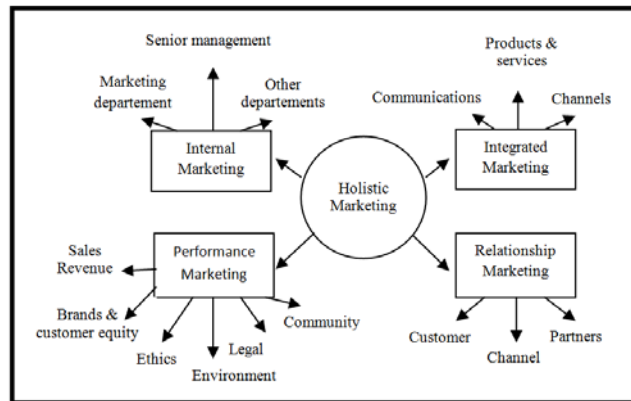 Senior management
Marketing
departement
Other
departements
Internal
Marketing
Products &
services
Communications
Channels
Integrated
Marketing
Holistic
Marketing
Performance
Marketing
Sales
Revenue
Brands &
customer equity
Ethics
Environment
Legal
Community
Relationship
Marketing
Customer
Channel
Partners